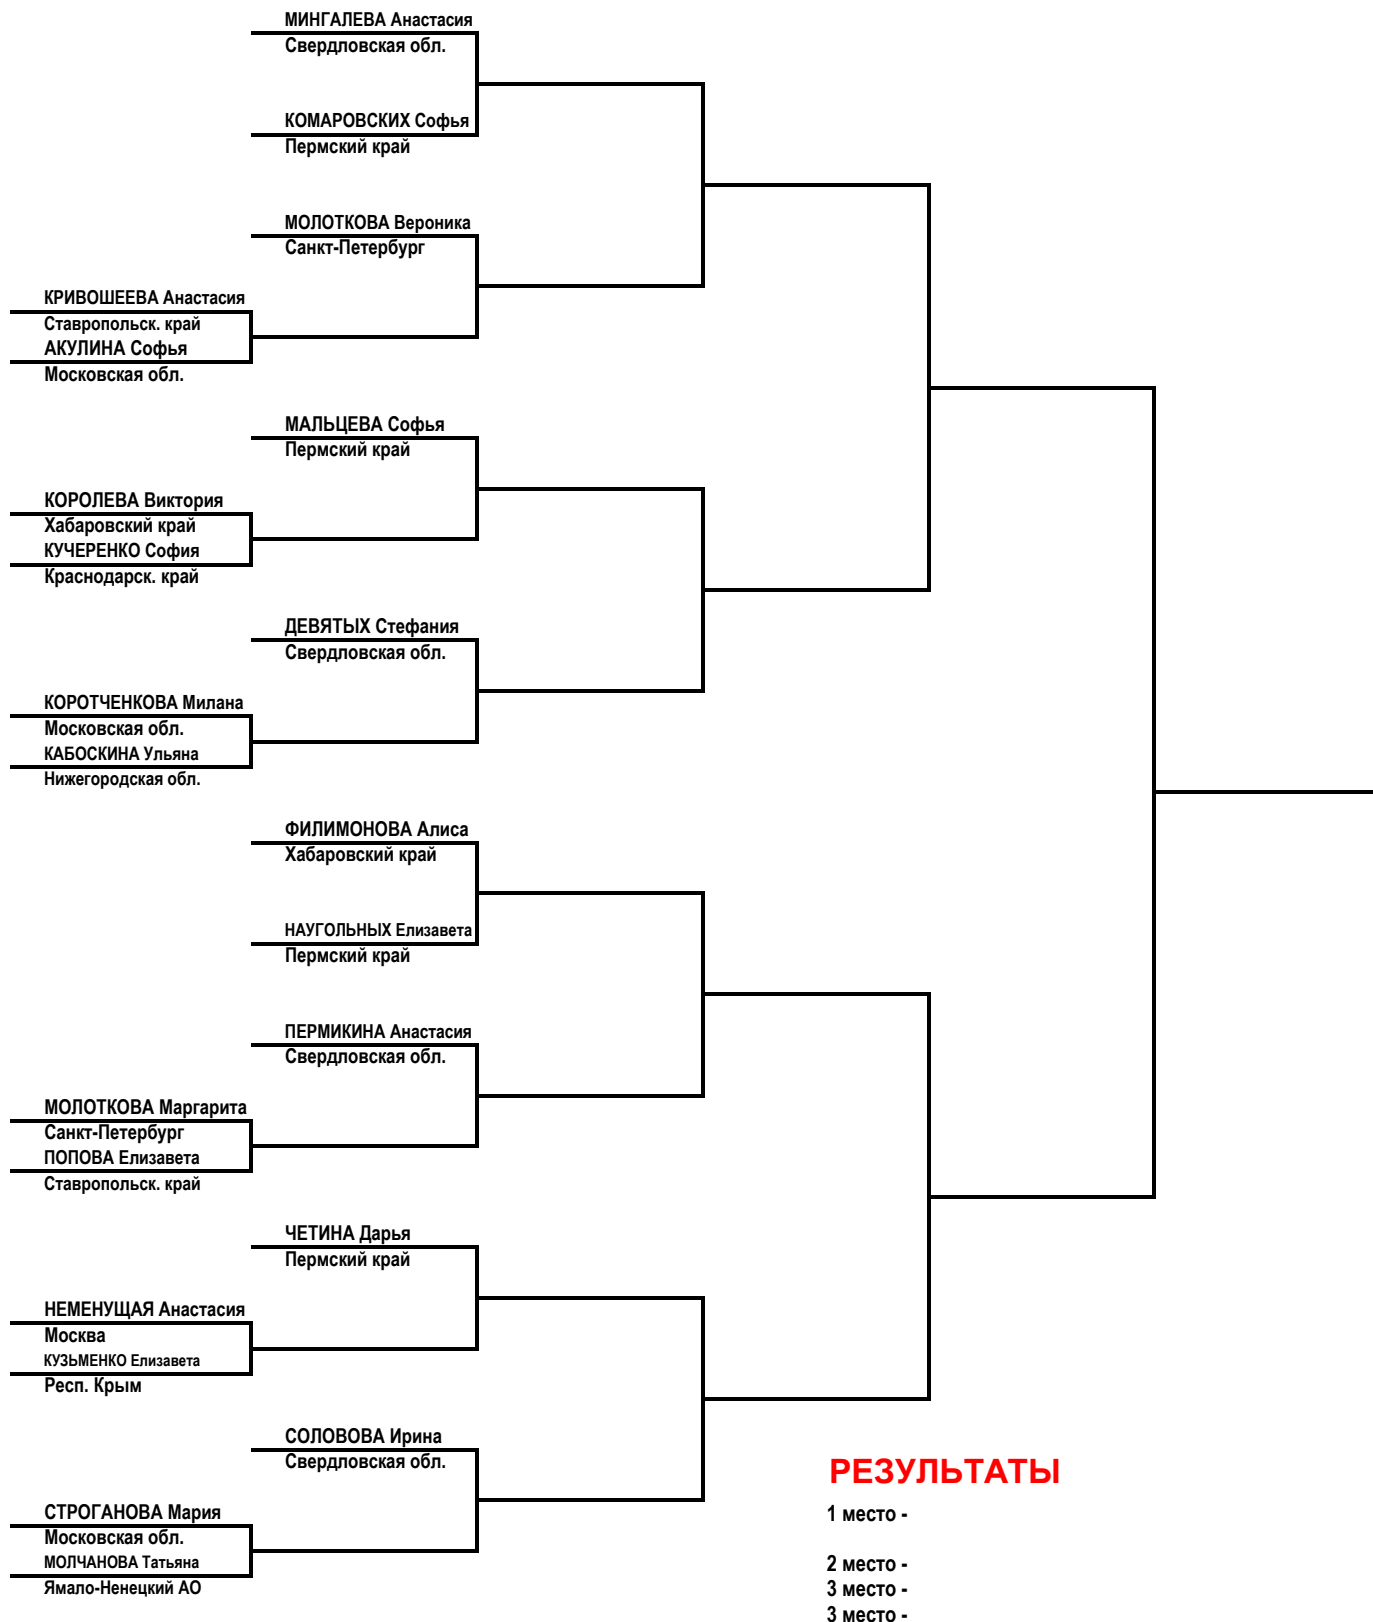 МИНГАЛЕВА Анастасия
Свердловская обл.
КОМАРОВСКИХ Софья
Пермский край
МОЛОТКОВА Вероника
Санкт-Петербург
КРИВОШЕЕВА Анастасия
Ставропольск. край
АКУЛИНА Софья
Московская обл.
МАЛЬЦЕВА Софья
Пермский край
КОРОЛЕВА Виктория
Хабаровский край
КУЧЕРЕНКО София
Краснодарск. край
ДЕВЯТЫХ Стефания
Свердловская обл.
КОРОТЧЕНКОВА Милана
Московская обл.
КАБОСКИНА Ульяна
Нижегородская обл.
ФИЛИМОНОВА Алиса
Хабаровский край
НАУГОЛЬНЫХ Елизавета
Пермский край
ПЕРМИКИНА Анастасия
Свердловская обл.
МОЛОТКОВА Маргарита
Санкт-Петербург
ПОПОВА Елизавета
Ставропольск. край
ЧЕТИНА Дарья
Пермский край
НЕМЕНУЩАЯ Анастасия
Москва
КУЗЬМЕНКО Елизавета
Респ. Крым
СОЛОВОВА Ирина
Свердловская обл.
СТРОГАНОВА Мария
Московская обл.
МОЛЧАНОВА Татьяна
Ямало-Ненецкий АО
РЕЗУЛЬТАТЫ
1 место -
2 место -
3 место -
3 место -